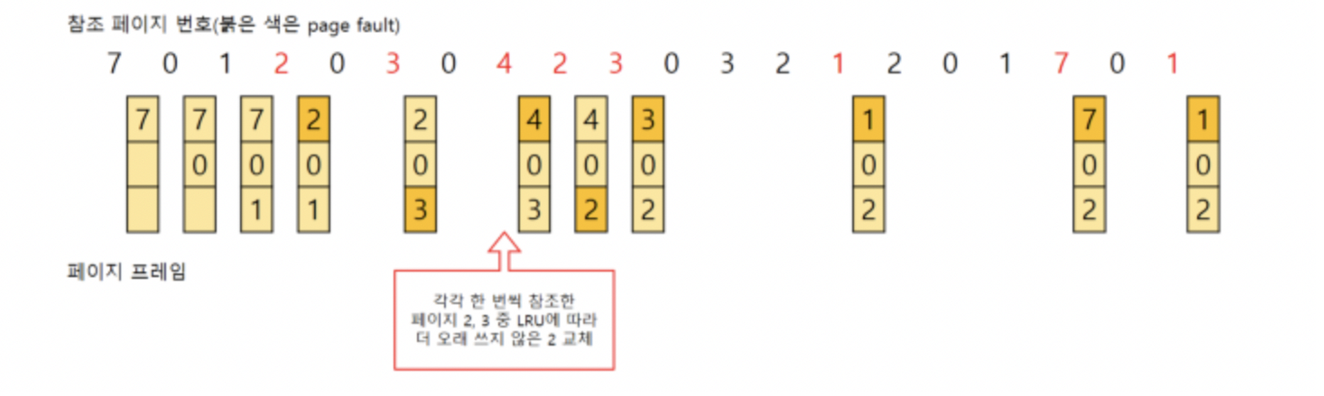 참조 페이지 번호(붉은 색은 page fault)
7 0 1 2 0 3 0 4 2 3 0 3 2 1 2 0 1 7 0 1
7 7 7 2 2 4 4 3 1 7 1
0 0 0 0 0 0 0 0 0 0
1 1 3 3 2 2 2 2 2
페이지 프레임
각각 한 번씩 참조한
페이지 2, 3 중 LRU에 따라
더 오래 쓰지 않은 2 교체